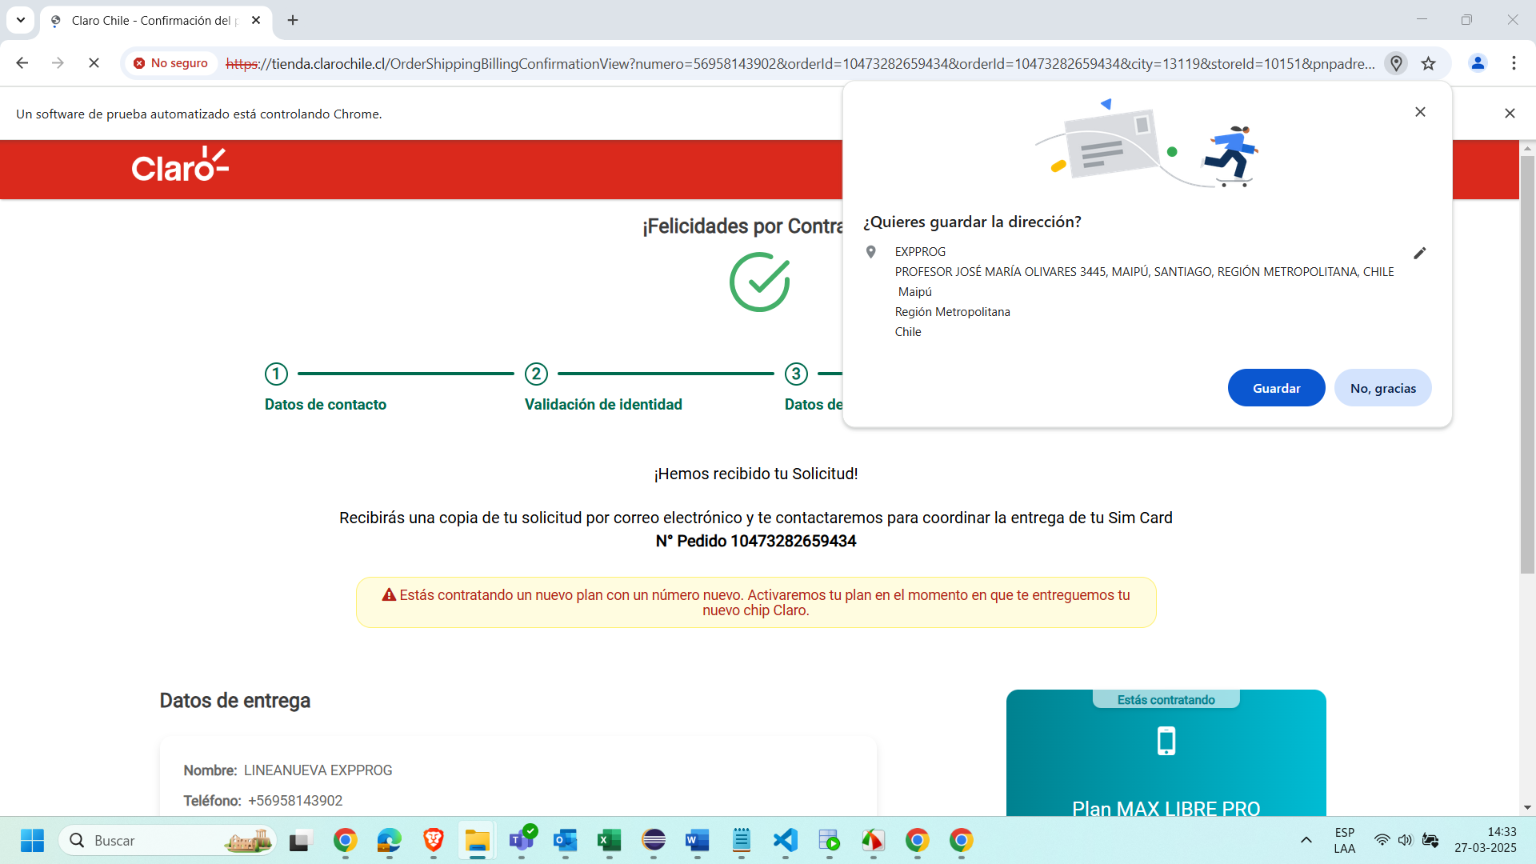 Claro Chile - Confirmación del p
No seguro
https://tienda.clarochile.cl/OrderShippingBillingConfirmationView?numero=56958143902&orderId=10473282659434&orderId=10473282659434&city=13119&storeId=10151&pnpadre...
Un software de prueba automatizado está controlando Chrome.
Claro
¡Felicidades por Contra
¿Quieres guardar la dirección?
EXPPROG
PROFESOR JOSÉ MARÍA OLIVARES 3445, MAIPÚ, SANTIAGO, REGIÓN METROPOLITANA, CHILE
Maipú
Región Metropolitana
Chile
Guardar
No, gracias
1
2
3
Datos de contacto
Validación de identidad
Datos de
¡Hemos recibido tu Solicitud!
Recibirás una copia de tu solicitud por correo electrónico y te contactaremos para coordinar la entrega de tu Sim Card
N° Pedido 10473282659434
Estás contratando un nuevo plan con un número nuevo. Activaremos tu plan en el momento en que te entreguemos tu
nuevo chip Claro.
Datos de entrega
Nombre: LINEANUEVA EXPPROG
Teléfono: +56958143902
Estás contratando
Plan MAX LIBRE PRO
Buscar
ESP
LAA
14:33
27-03-2025